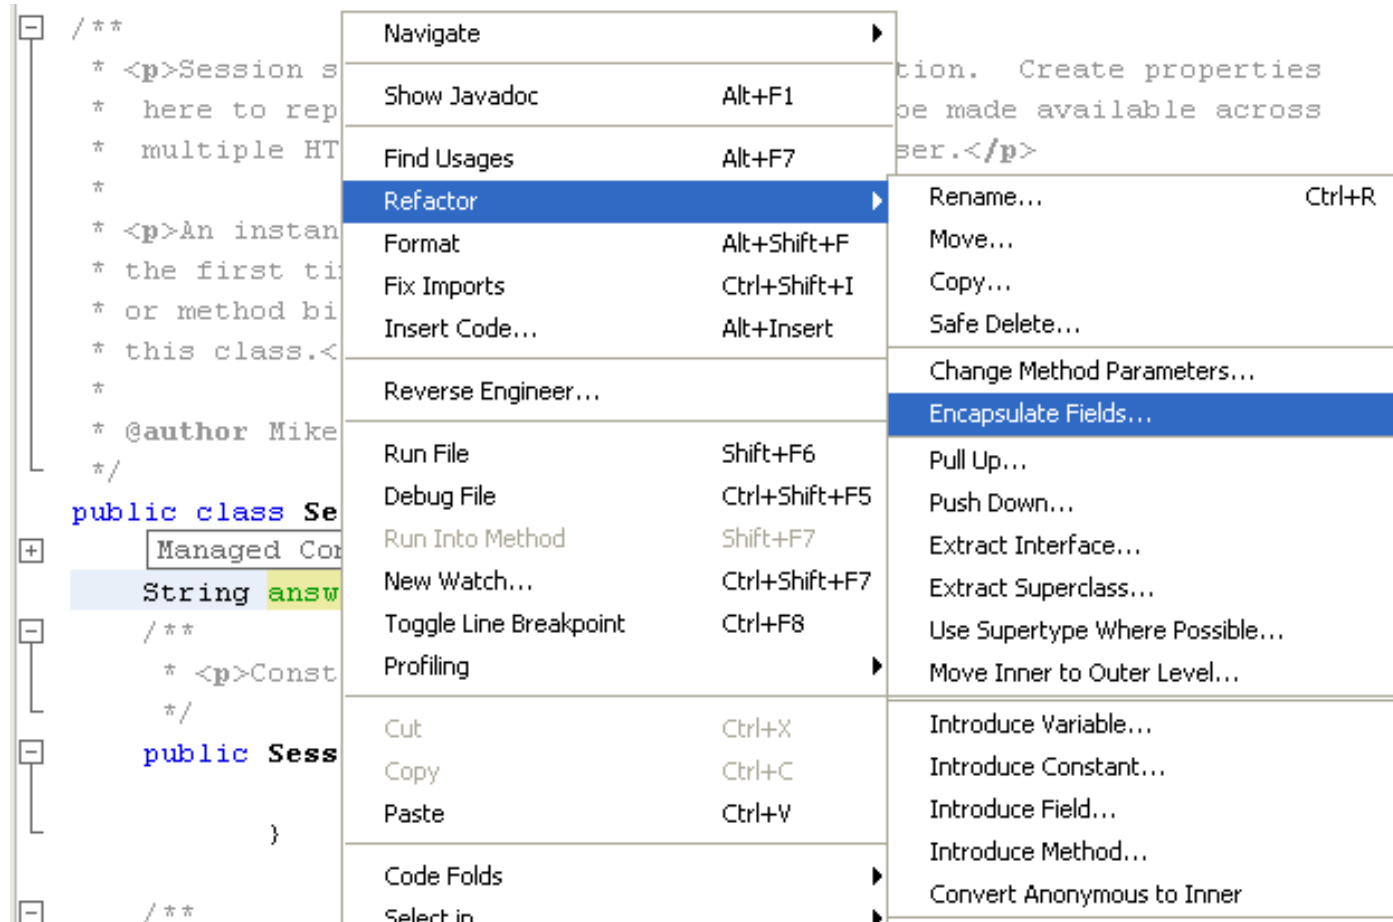 /**
* <p>Session s
tion.  Create properties
*  here to rep
be made available across
*  multiple HT
ser.</p>
*
* <p>An instan
* the first ti
* or method bi
* this class.<
*
* @author Mike
*/
public class Se
Managed Co
String answ
/**
* <p>Const
*/
public Sess
}
/**
Navigate
Show Javadoc Alt+F1
Find Usages Alt+F7
Refactor
Format Alt+Shift+F
Fix Imports Ctrl+Shift+I
Insert Code... Alt+Insert
Reverse Engineer...
Run File Shift+F6
Debug File Ctrl+Shift+F5
Run Into Method Shift+F7
New Watch... Ctrl+Shift+F7
Toggle Line Breakpoint Ctrl+F8
Profiling
Cut Ctrl+X
Copy Ctrl+C
Paste Ctrl+V
Code Folds
Select in
Rename... Ctrl+R
Move...
Copy...
Safe Delete...
Change Method Parameters...
Encapsulate Fields...
Pull Up...
Push Down...
Extract Interface...
Extract Superclass...
Use Supertype Where Possible...
Move Inner to Outer Level...
Introduce Variable...
Introduce Constant...
Introduce Field...
Introduce Method...
Convert Anonymous to Inner